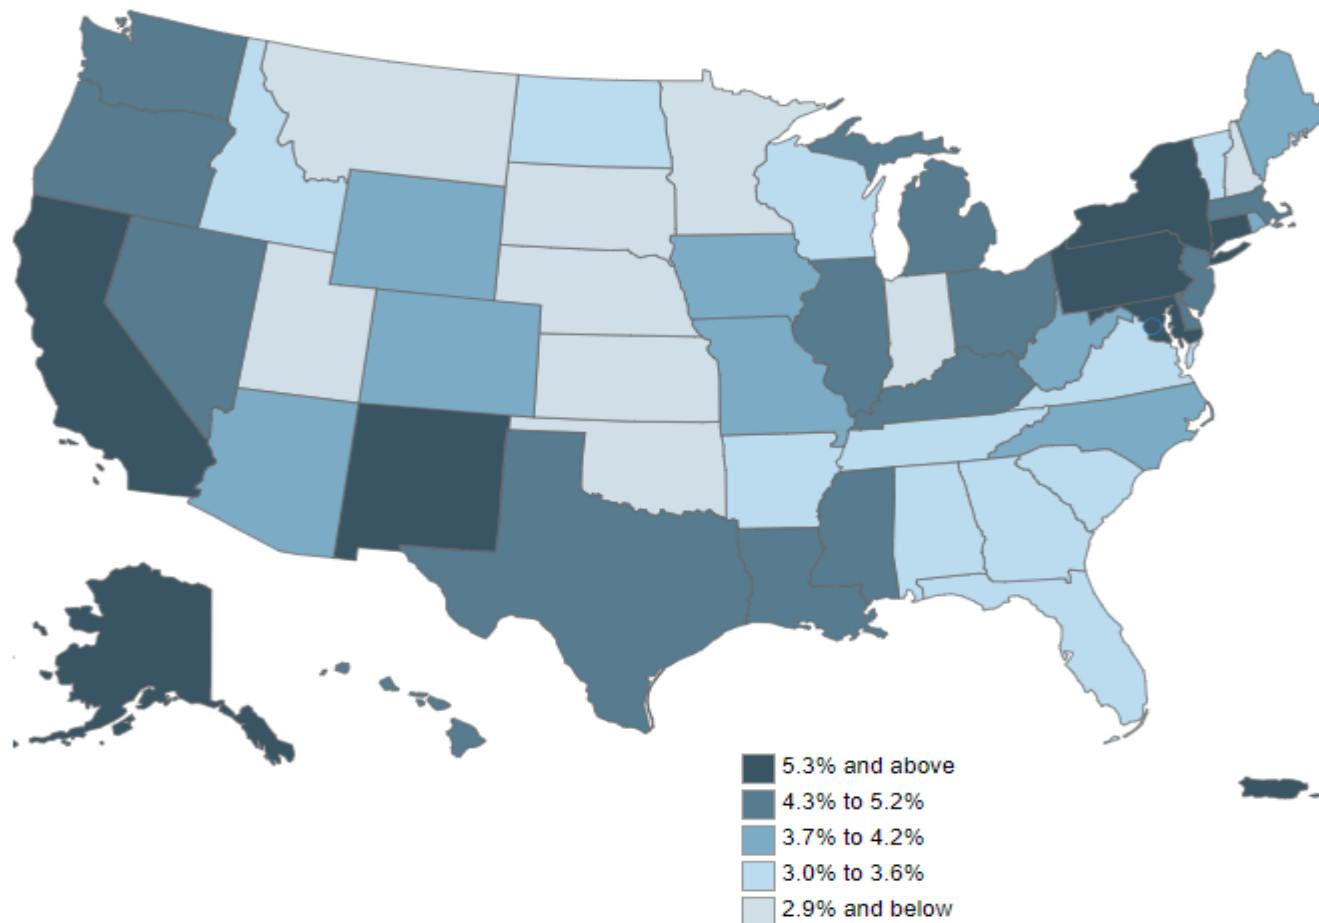 5.3% and above
4.3% to 5.2%
3.7% to 4.2%
3.0% to 3.6%
2.9% and below